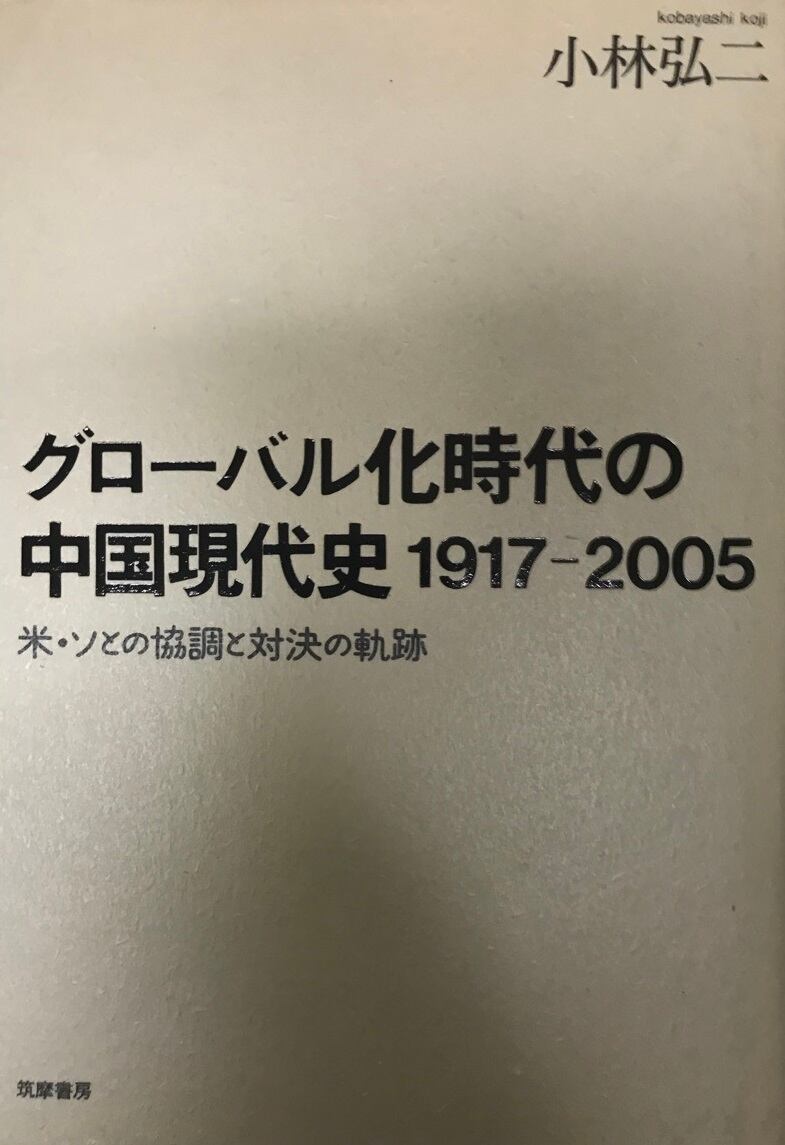 kobayashi koji
小林弘二
グローバル化時代の
中国現代史 1917-2005
米・ソとの協調と対決の軌跡
筑摩書房